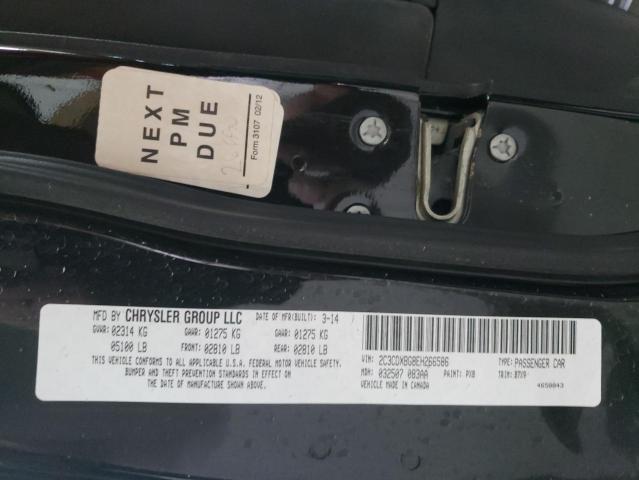 NEXT
PM
DUE
Form 3107 02/12
MFD BY CHRYSLER GROUP LLC DATE OF MFR(BUILT): 3-14
GVWR: 02314 KG GAWR: 01275 KG GAWR: 01275 KG
05100 LB FRONT: 02810 LB REAR: 02810 LB
THIS VEHICLE CONFORMS TO ALL APPLICABLE U.S.A. FEDERAL MOTOR VEHICLE SAFETY,
BUMPER AND THEFT PREVENTION STANDARDS IN EFFECT ON
THE DATE OF MANUFACTURE SHOWN ABOVE.
VIN: 2C3CDXBG8EH266586 TYPE: PASSENGER CAR
MDH: 032507 083AA PAINT: PXB TRIM: B7X9
VEHICLE MADE IN CANADA 4650843